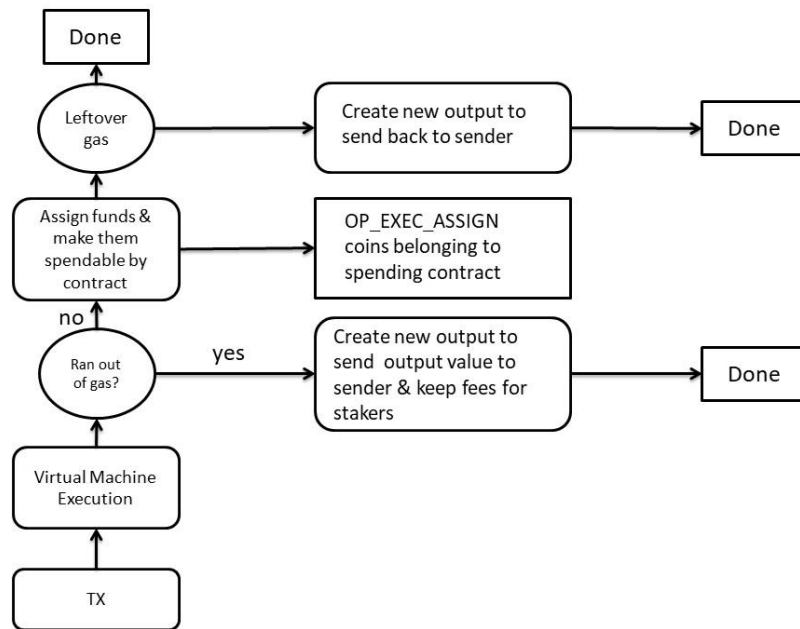 Done
Leftover
gas
Create new output to
send back to sender
Done
Assign funds &
make them
spendable by
contract
OP_EXEC_ASSIGN
coins belonging to
spending contract
no
Ran out
of gas?
yes
Create new output to
send output value to
sender & keep fees for
stakers
Done
Virtual Machine
Execution
TX